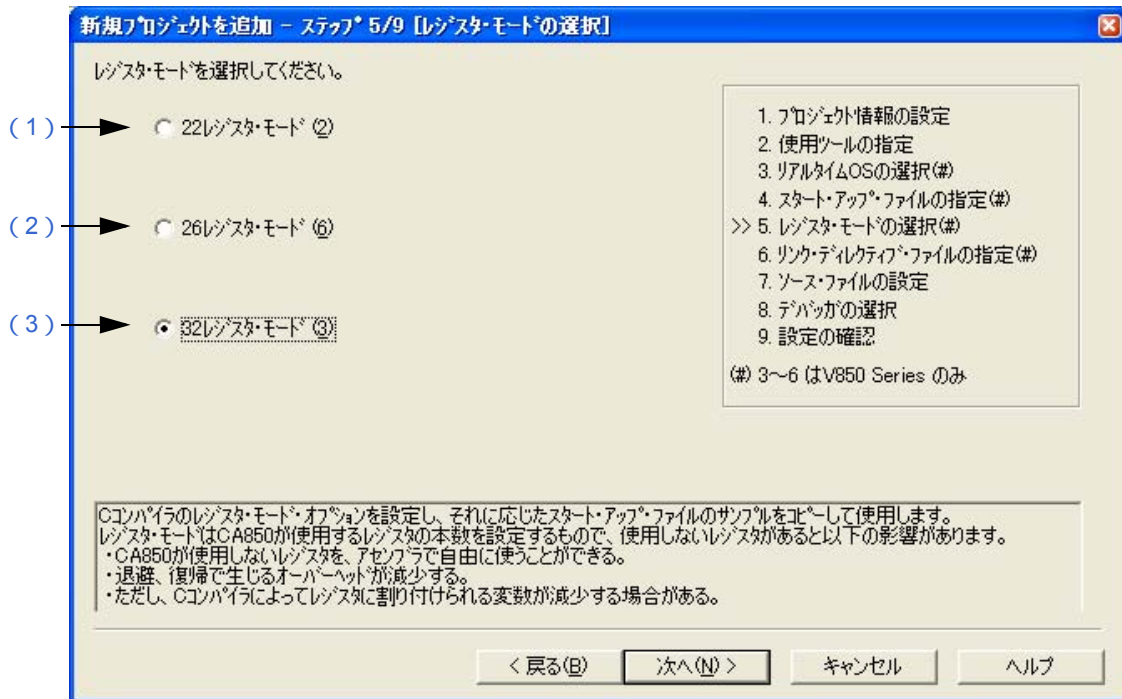 新規プロジェクトを追加 - ステップ 5/9 [レジスタ・モードの選択]
レジスタ・モードを選択してください。
(1) 22レジスタ・モード (2)
(2) 26レジスタ・モード (6)
(3) 32レジスタ・モード (3)
1. プロジェクト情報の設定
2. 使用ツールの指定
3. リアルタイムOSの選択(#)
4. スタート・アップ・ファイルの指定(#)
>> 5. レジスタ・モードの選択(#)
6. リンク・ディレクティブ・ファイルの指定(#)
7. ソース・ファイルの設定
8. デバッガの選択
9. 設定の確認
(#) 3~6 はV850 Series のみ
Cコンパイラのレジスタ・モード・オプションを設定し、それに応じたスタート・アップ・ファイルのサンプルをコピーして使用します。
レジスタ・モードはCA850が使用するレジスタの本数を設定するもので、使用しないレジスタがあると以下の影響があります。
・CA850が使用しないレジスタを、アセンブラで自由に使うことができる。
・退避、復帰で生じるオーバーヘッドが減少する。
・ただし、Cコンパイラによってレジスタに割り付けられる変数が減少する場合がある。
< 戻る(B) 次へ(N) > キャンセル ヘルプ